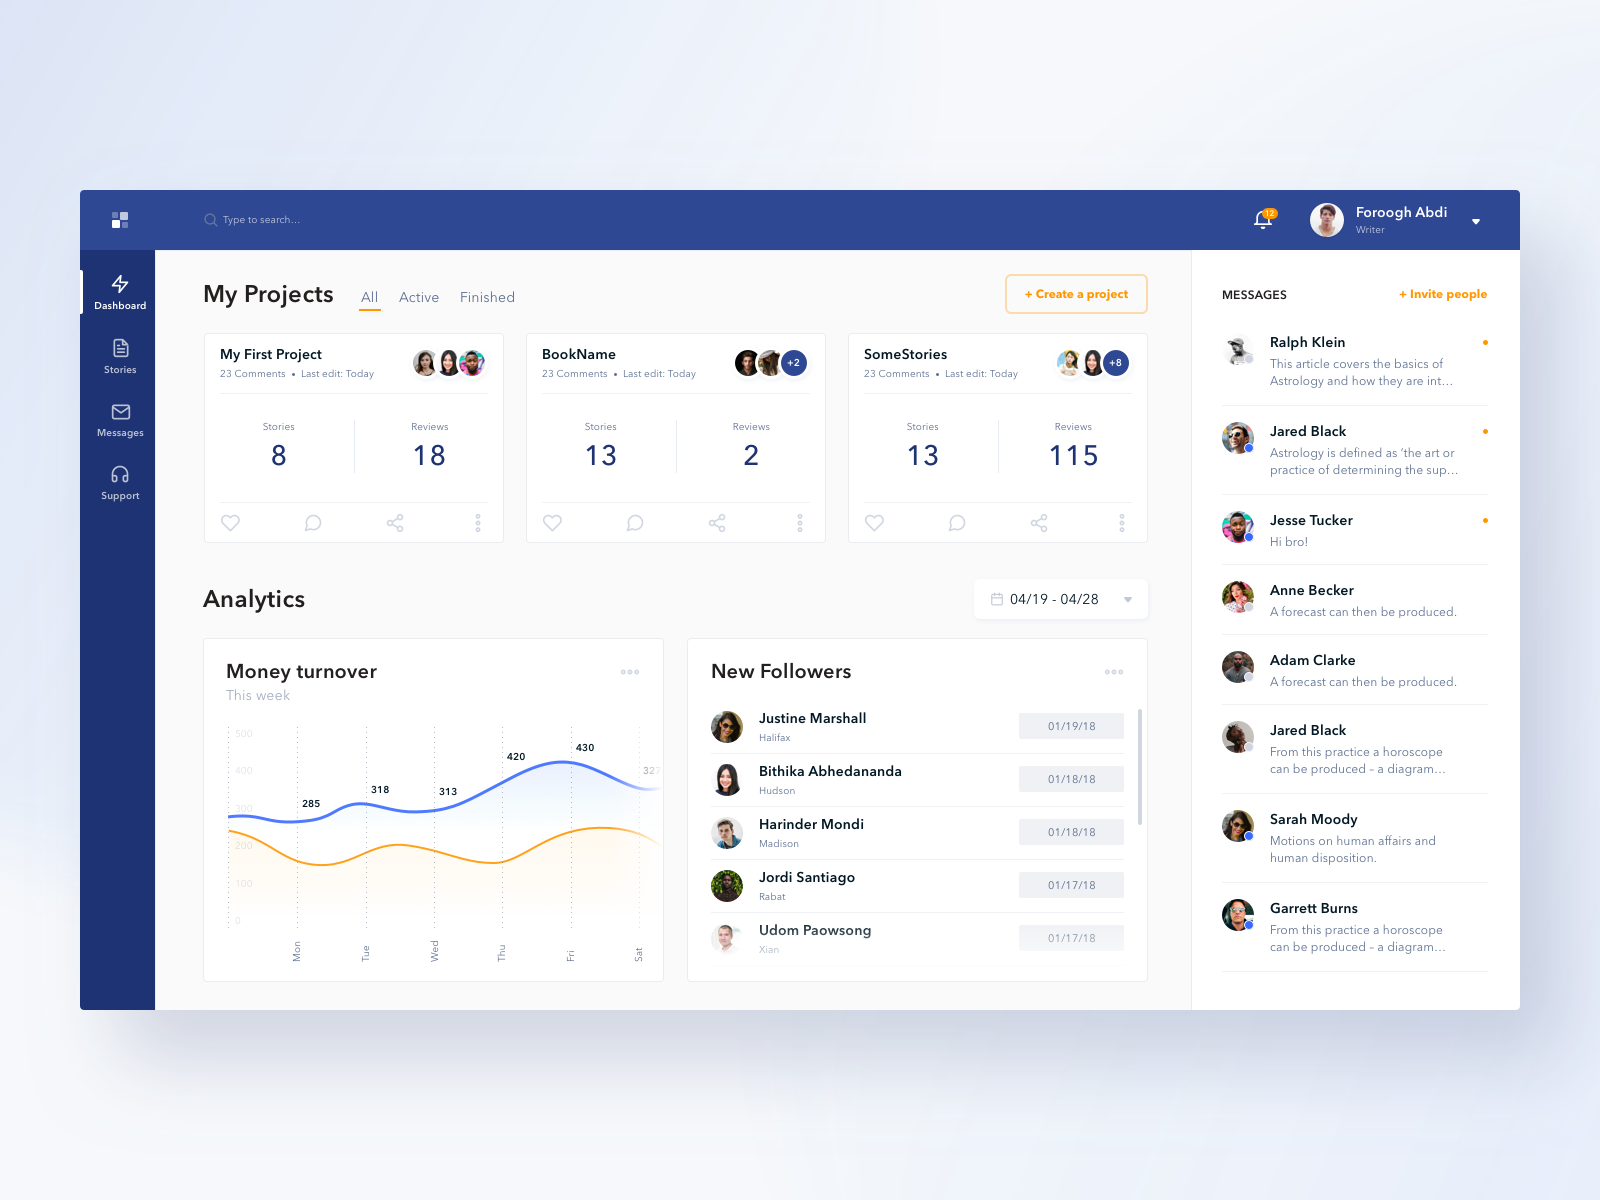 Type to search...
12
Foroogh Abdi
Writer
Dashboard
Stories
Messages
Support
My Projects
All
Active
Finished
+ Create a project
My First Project
23 Comments • Last edit: Today
Stories
8
Reviews
18
BookName
23 Comments • Last edit: Today
+2
Stories
13
Reviews
2
SomeStories
23 Comments • Last edit: Today
+8
Stories
13
Reviews
115
Analytics
04/19 - 04/28
Money turnover
This week
500
400
300
200
100
0
285
318
313
420
430
327
Mon
Tue
Wed
Thu
Fri
Sat
New Followers
Justine Marshall
Halifax
01/19/18
Bithika Abhedananda
Hudson
01/18/18
Harinder Mondi
Madison
01/18/18
Jordi Santiago
Rabat
01/17/18
Udom Paowsong
Xian
01/17/18
MESSAGES
+ Invite people
Ralph Klein
This article covers the basics of
Astrology and how they are int...
Jared Black
Astrology is defined as ‘the art or
practice of determining the sup...
Jesse Tucker
Hi bro!
Anne Becker
A forecast can then be produced.
Adam Clarke
A forecast can then be produced.
Jared Black
From this practice a horoscope
can be produced – a diagram...
Sarah Moody
Motions on human affairs and
human disposition.
Garrett Burns
From this practice a horoscope
can be produced – a diagram...